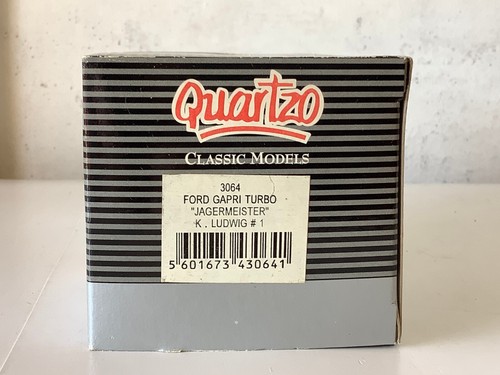 Quartzo
CLASSIC MODELS
3064
FORD GAPRI TURBO
"JAGERMEISTER"
K . LUDWIG # 1
5 601673 430641